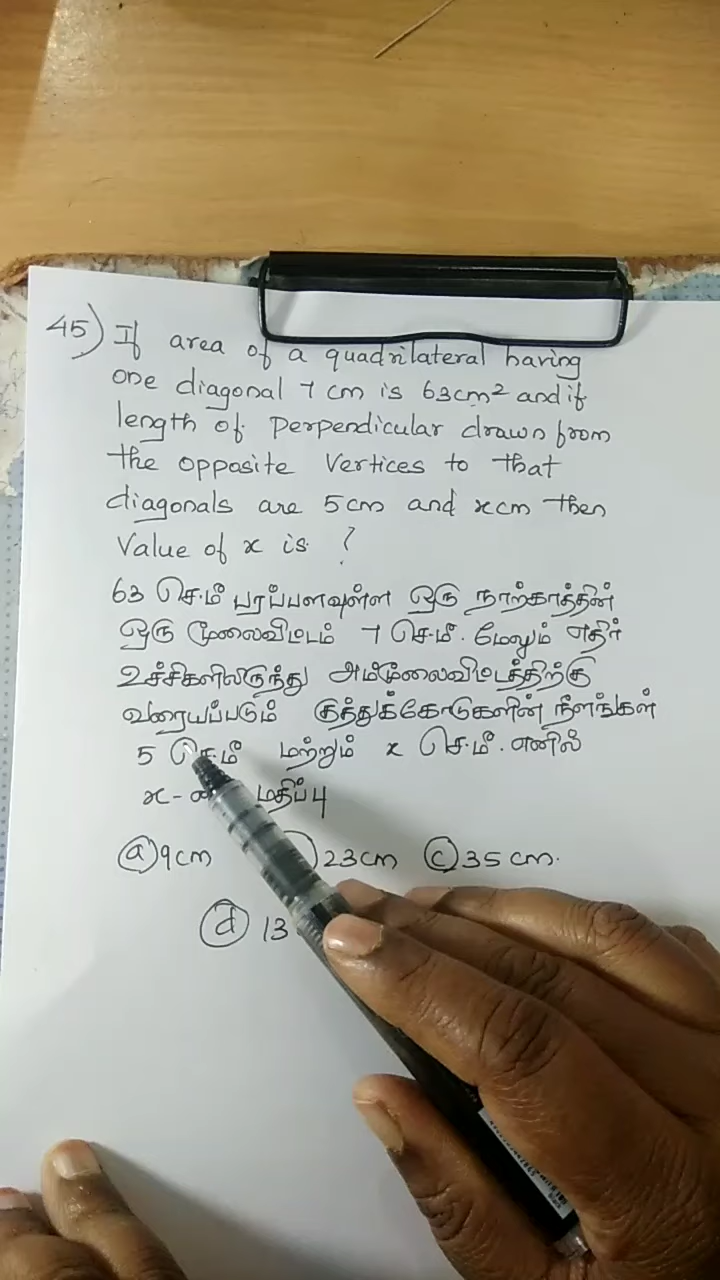 45) If area of a quadrilateral having
one diagonal 7 cm is 63cm² and if
length of perpendicular drawn from
the opposite vertices to that
diagonals are 5cm and xcm then
Value of x is ?
63 செ.மீ பரப்பளவுள்ள ஒரு நாற்கரத்தின்
ஒரு மூலைவிட்டம் 7 செ.மீ. மேலும் எதிர்
உச்சிகளிலிருந்து அம்மூலைவிட்டத்திற்கு
வரையப்படும் குத்துக்கோடுகளின் நீளங்கள்
5 செ.மீ மற்றும் x செ.மீ. எனில்
x- மதிப்பு
(a) 9cm 23cm (c) 35 cm.
(d) 13